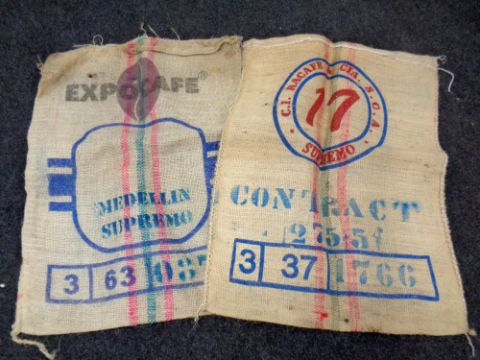 EXPOCAFE®
MEDELLIN
SUPREMO
3 63
C.I. RACAFE & Cia. S.C.A.
17
SUPREMO
CONTRACT
3 37 1766